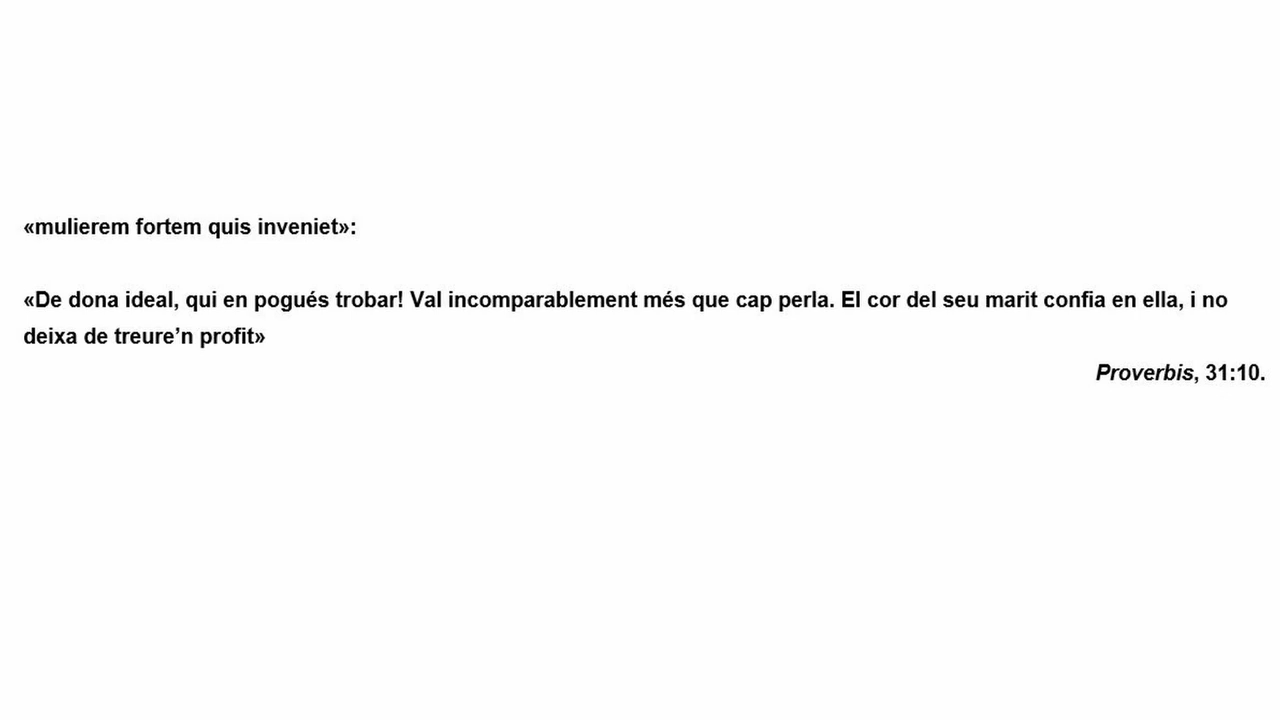 «mulierem fortem quis inveniet»:
«De dona ideal, qui en pogués trobar! Val incomparablement més que cap perla. El cor del seu marit confia en ella, i no
deixa de treure’n profit»
Proverbis, 31:10.